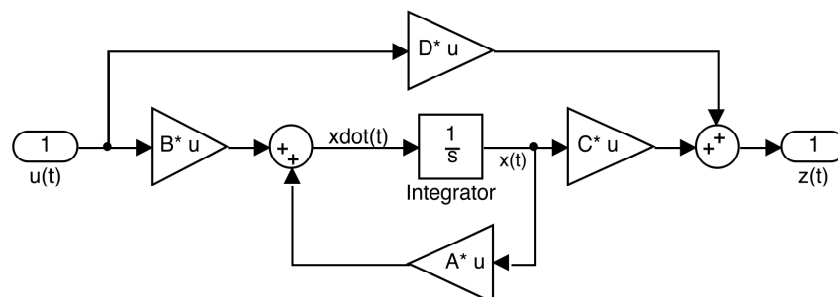 D* u
1
u(t)
B* u
+
+
xdot(t)
1
s
Integrator
x(t)
C* u
+
+
1
z(t)
A* u